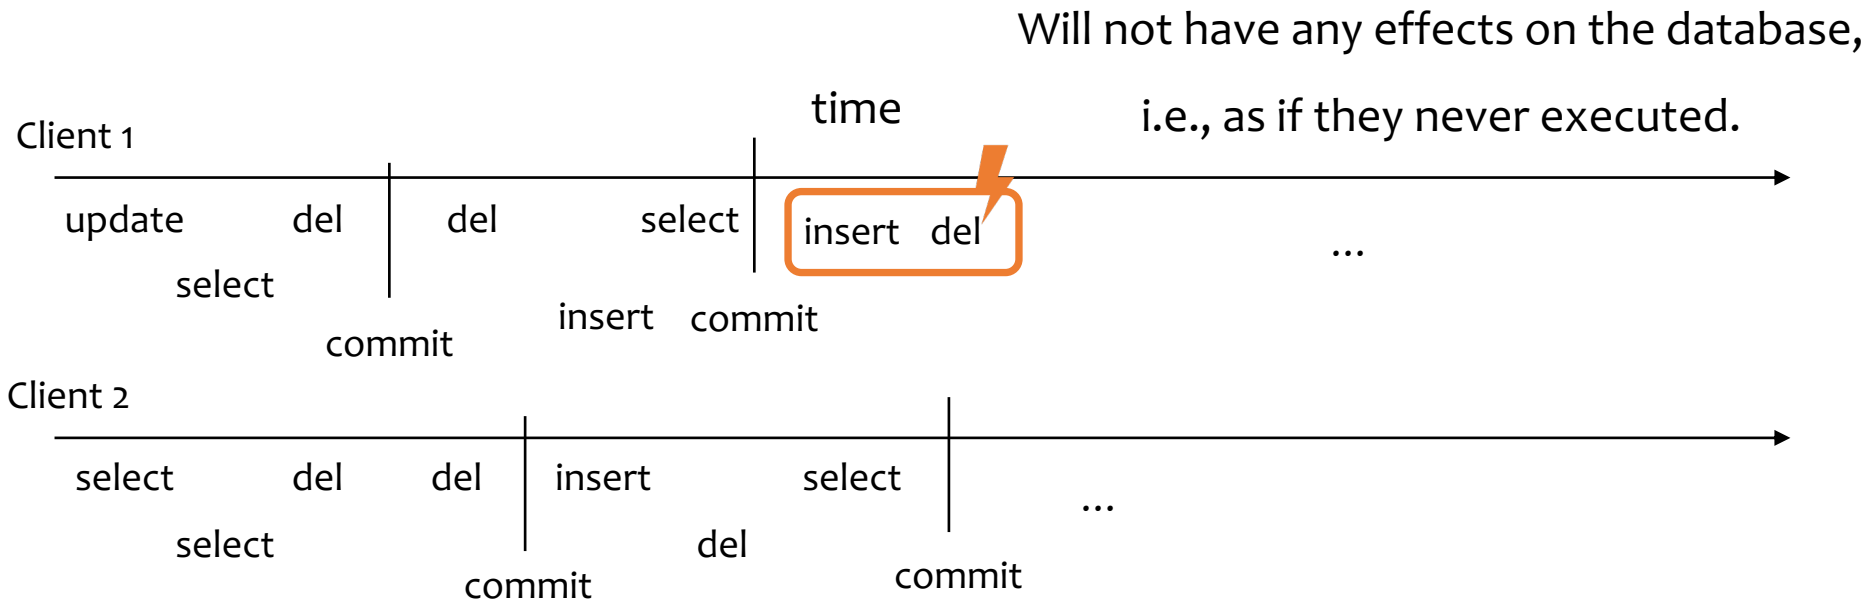 Will not have any effects on the database,
time
i.e., as if they never executed.
Client 1
update del del select insert del
select
...
insert commit
commit
Client 2
select del del insert select
...
select del
commit commit